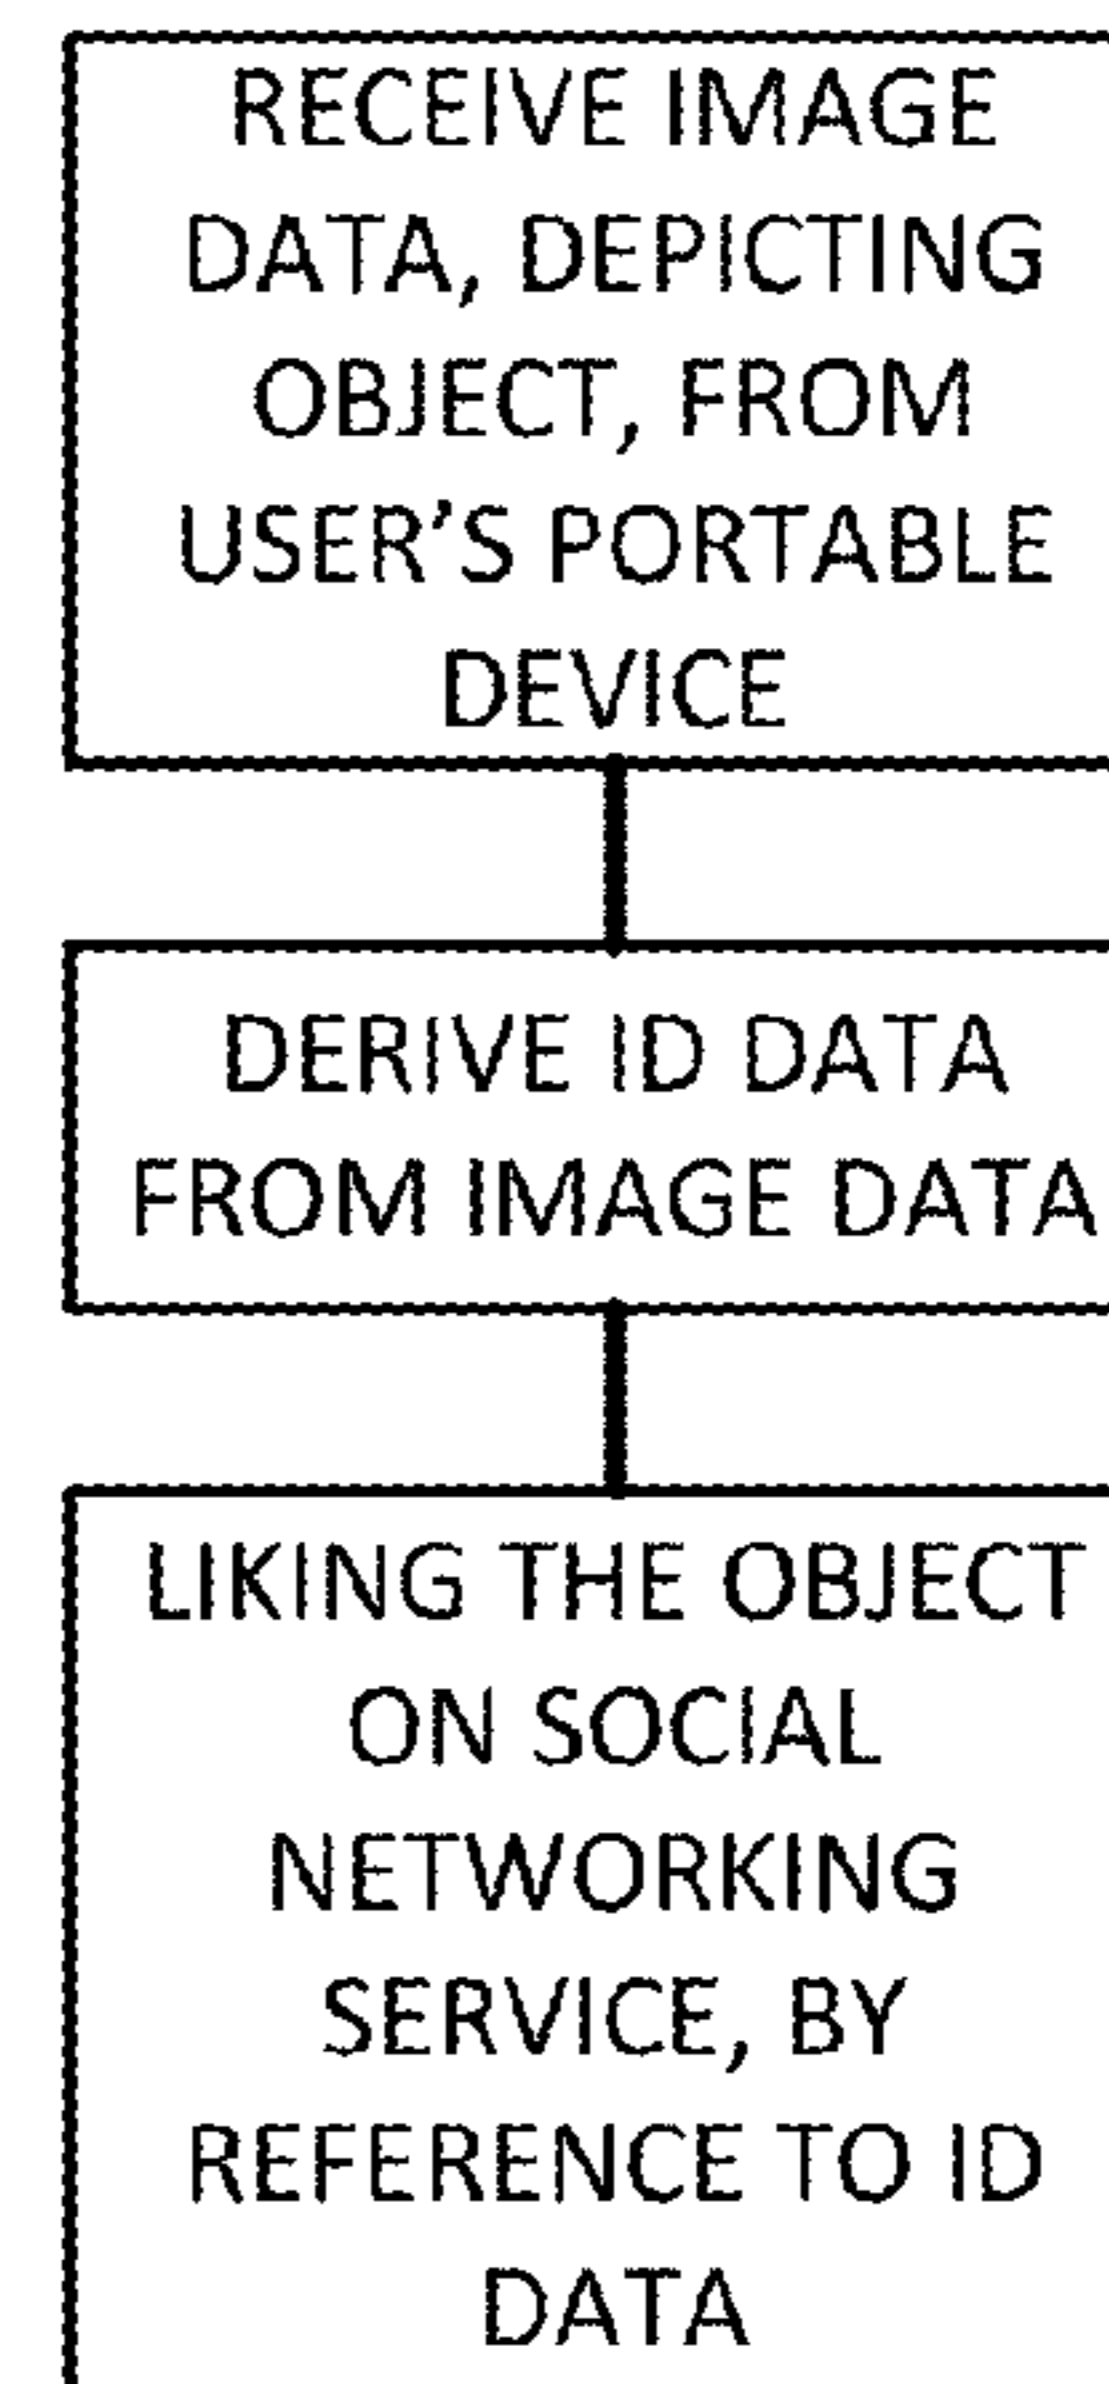 RECEIVE IMAGE
DATA, DEPICTING
OBJECT, FROM
USER’S PORTABLE
DEVICE
DERIVE ID DATA
FROM IMAGE DATA
LIKING THE OBJECT
ON SOCIAL
NETWORKING
SERVICE, BY
REFERENCE TO ID
DATA